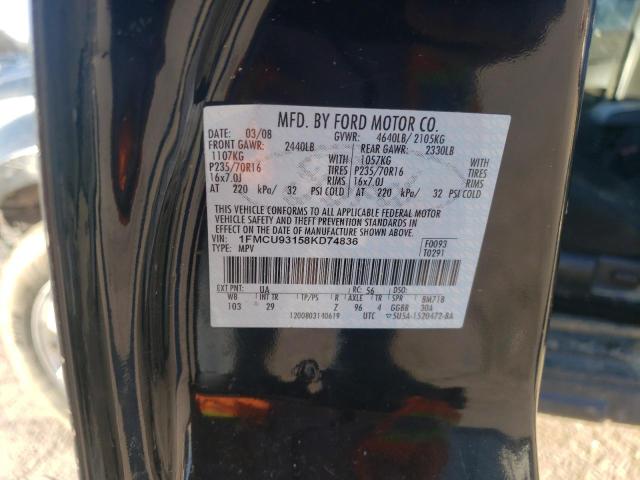 MFD. BY FORD MOTOR CO.
DATE: 03/08 GVWR: 4640LB/ 2105KG
FRONT GAWR: 2440LB REAR GAWR: 2330LB
1107KG WITH 1057KG WITH
P235/70R16 TIRES P235/70R16 TIRES
16x7.0J RIMS 16x7.0J RIMS
AT 220 kPa/ 32 PSI COLD AT 220 kPa/ 32 PSI COLD
THIS VEHICLE CONFORMS TO ALL APPLICABLE FEDERAL MOTOR
VEHICLE SAFETY AND THEFT PREVENTION STANDARDS IN
EFFECT ON THE DATE OF MANUFACTURE SHOWN ABOVE.
VIN: 1FMCU93158KD74836 F0093
TYPE: MPV T0291
EXT PNT: UA RC: 56 DSO:
WB INT TR TP/PS R AXLE TR SPR BM71B
103 29 7 96 4 GGBB 30A
1200803140619 UTC 5U5A-1520472-BA